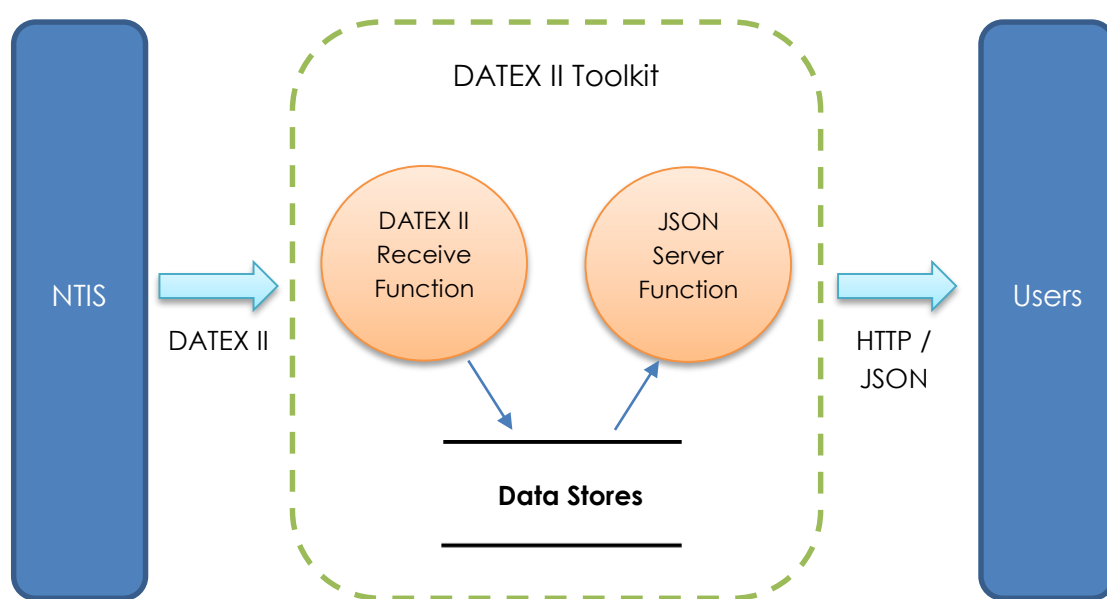 DATEX II Toolkit
NTIS
DATEX II
DATEX II
Receive
Function
JSON
Server
Function
HTTP /
JSON
Users
Data Stores